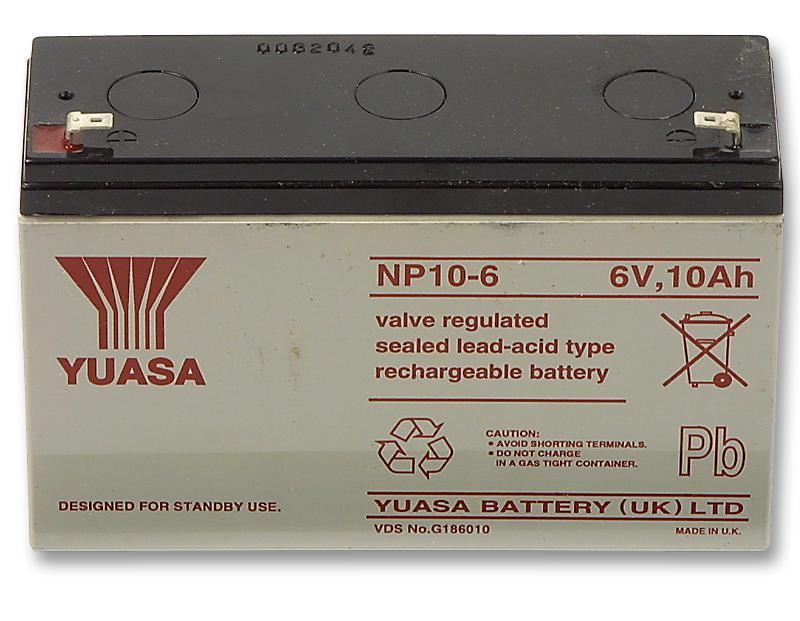 0082042
YUASA
NP10-6 6V,10Ah
valve regulated
sealed lead-acid type
rechargeable battery
CAUTION:
• AVOID SHORTING TERMINALS.
• DO NOT CHARGE
IN A GAS TIGHT CONTAINER.
Pb
DESIGNED FOR STANDBY USE.
YUASA BATTERY (UK) LTD
VDS No.G186010 MADE IN U.K.